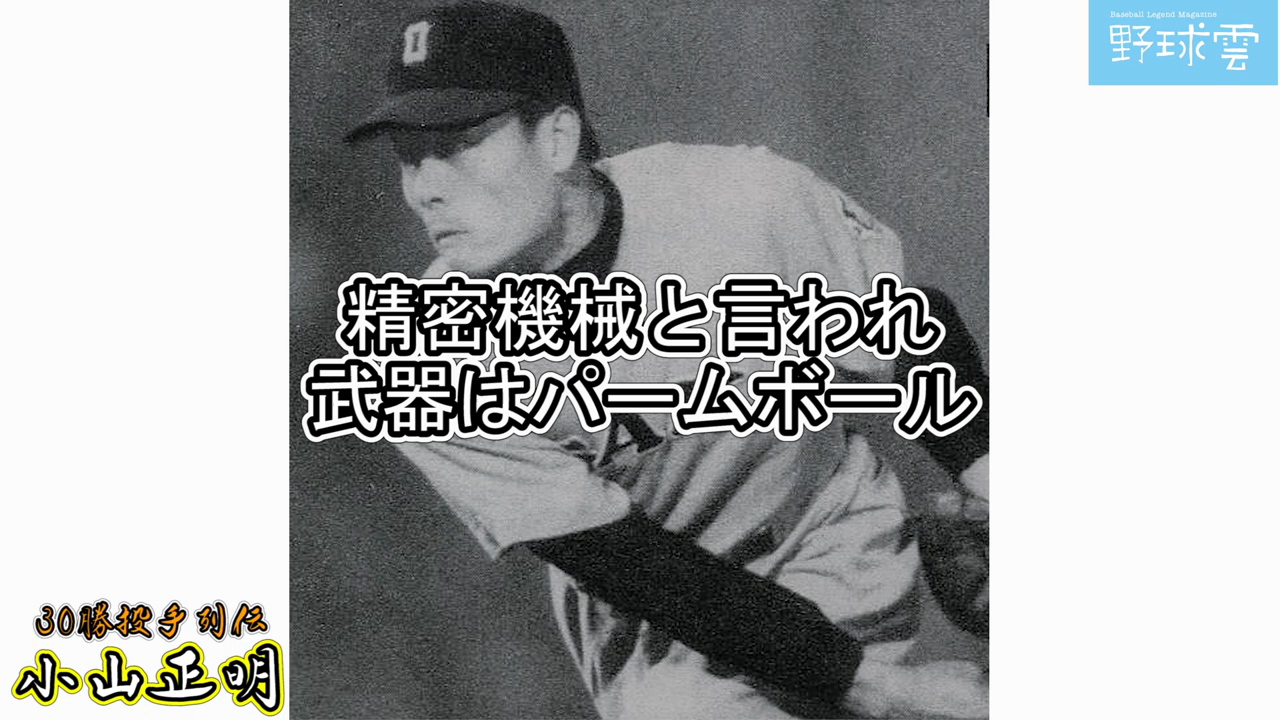 Baseball Legend Magazine
野球雲
精密機械と言われ
武器はパームボール
30勝投手列伝
小山正明